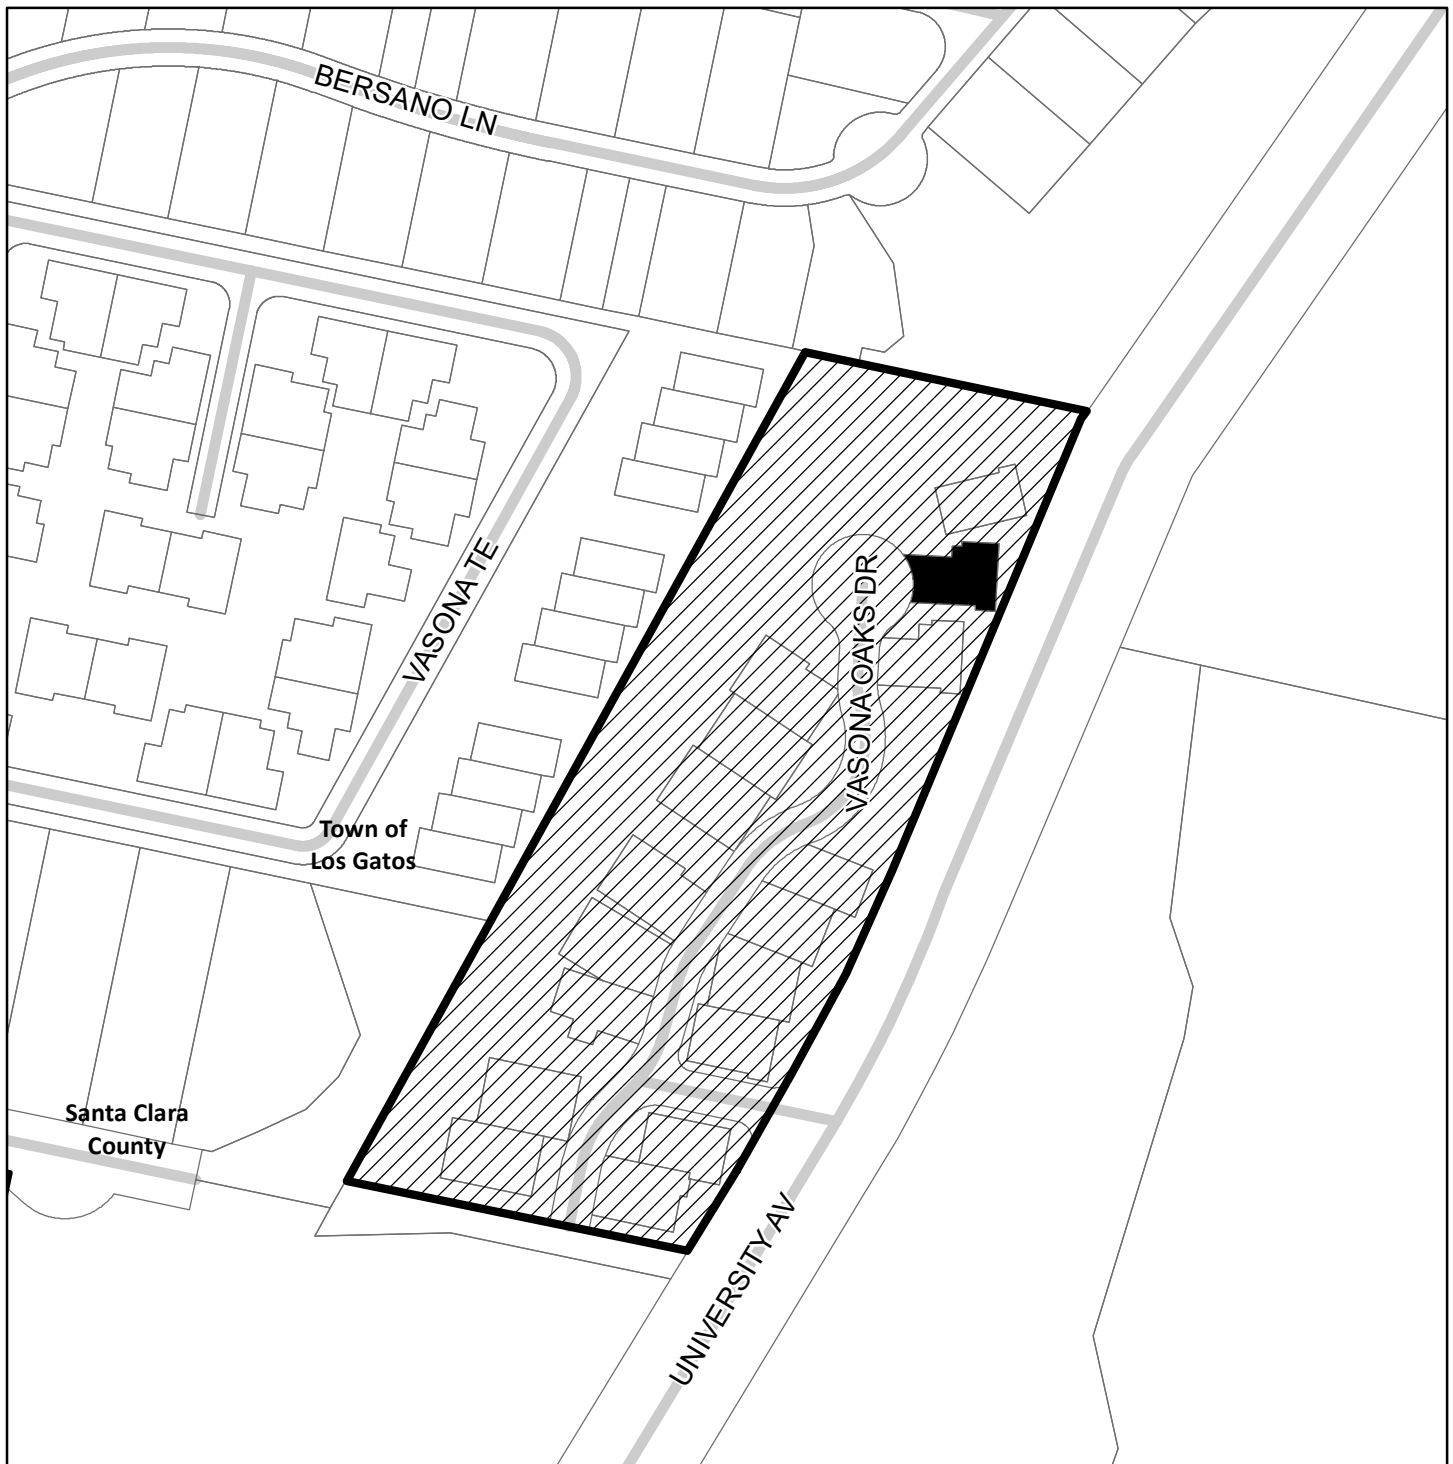 BERSANO LN
VASONA TE
VASONA OAKS DR
Town of
Los Gatos
Santa Clara
County
UNIVERSITY AV